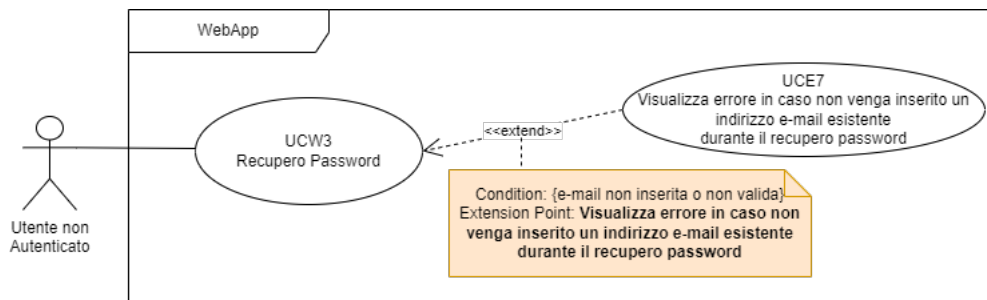 WebApp
UCE7
Visualizza errore in caso non venga inserito un
indirizzo e-mail esistente
durante il recupero password
<<extend>>
UCW3
Recupero Password
Condition: {e-mail non inserita o non valida}
Extension Point: Visualizza errore in caso non
venga inserito un indirizzo e-mail esistente
durante il recupero password
Utente non
Autenticato